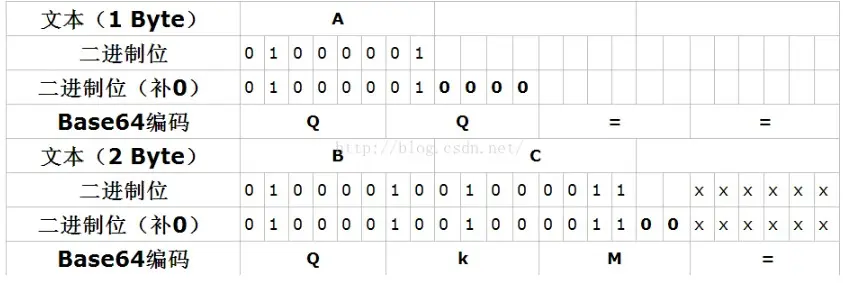 文本（1 Byte） A
二进制位 0 1 0 0 0 0 0 1
二进制位（补0） 0 1 0 0 0 0 0 1 0 0 0 0
Base64编码 Q Q = =
http://blog.csdn.net/
文本（2 Byte） B C
二进制位 0 1 0 0 0 0 1 0 0 1 0 0 0 0 1 1 x x x x x x
二进制位（补0） 0 1 0 0 0 0 1 0 0 1 0 0 0 0 1 1 0 0 x x x x x x
Base64编码 Q k M =